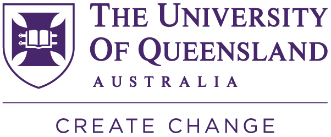 THE UNIVERSITY
OF QUEENSLAND
AUSTRALIA
CREATE CHANGE